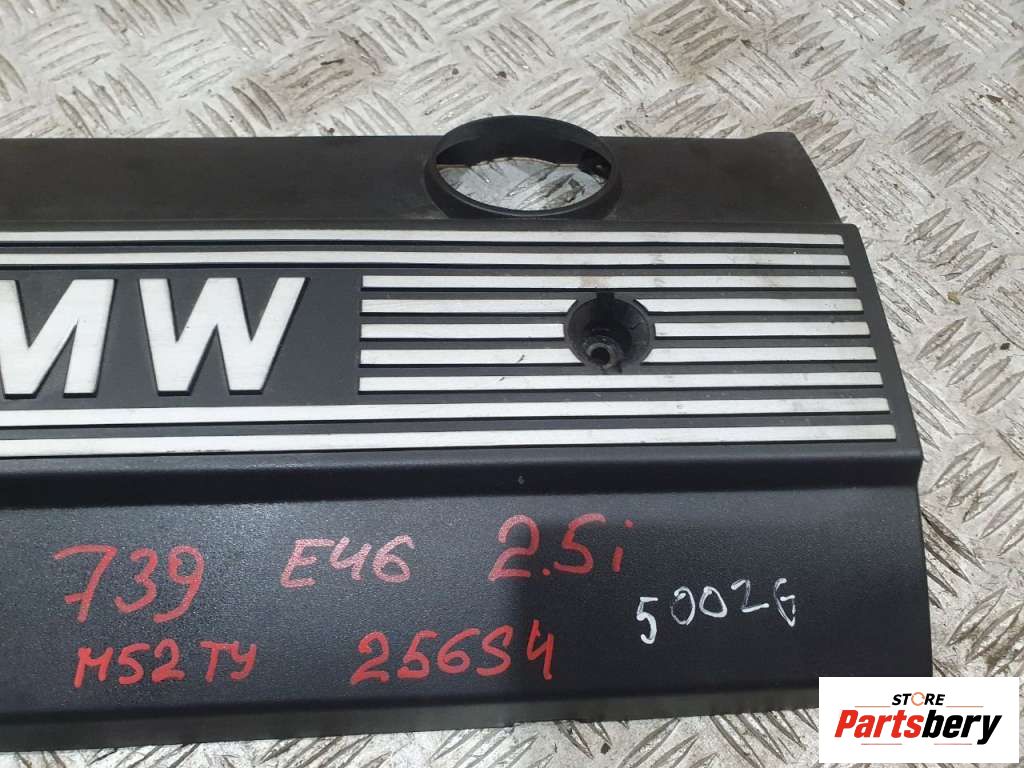 MW
739 E46 2.5i
M52TY 256S4 5002G
STORE
Partsbery